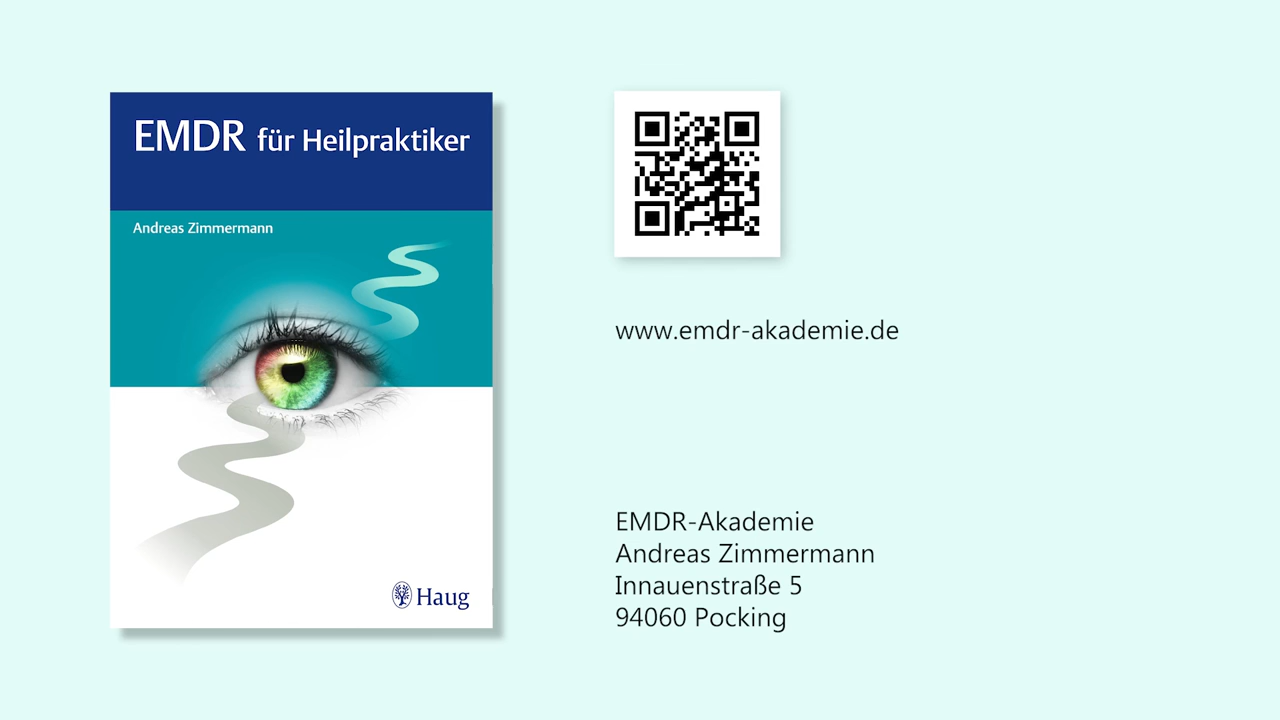 EMDR für Heilpraktiker
Andreas Zimmermann
Haug
www.emdr-akademie.de
EMDR-Akademie
Andreas Zimmermann
Innauenstraße 5
94060 Pocking